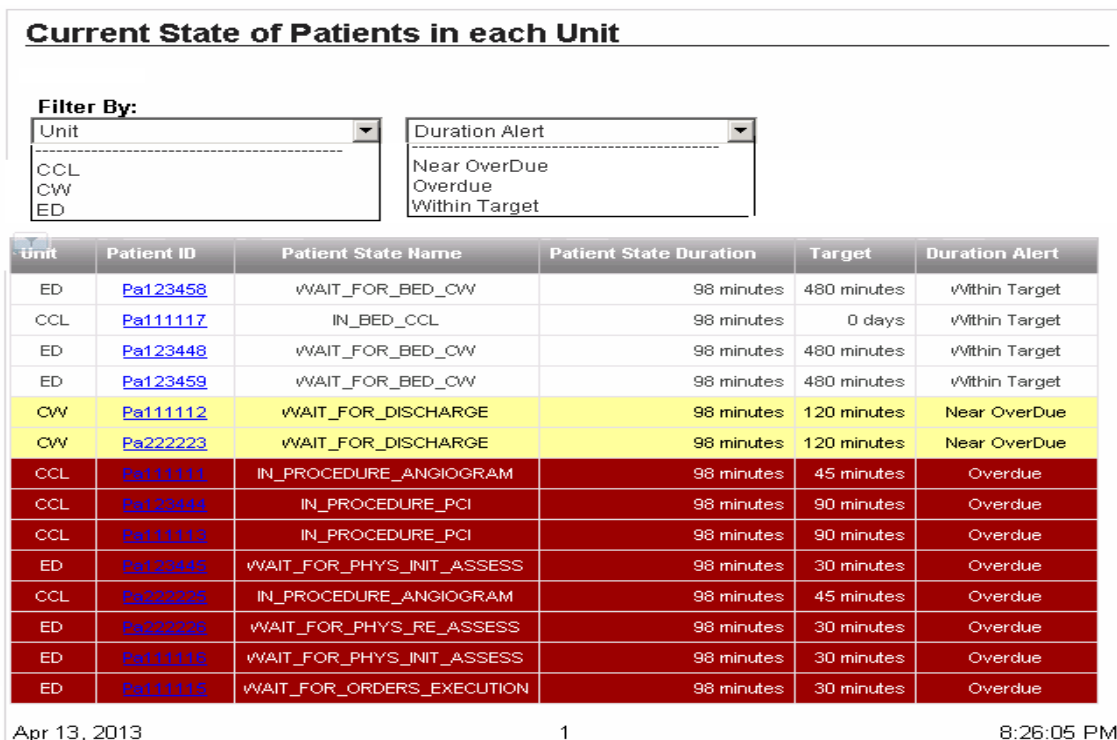 Current State of Patients in each Unit
Filter By:
Unit
Duration Alert
CCL
CW
ED
Near OverDue
Overdue
Within Target
Unit Patient ID Patient State Name Patient State Duration Target Duration Alert
ED Pa123458 WAIT_FOR_BED_CW 98 minutes 480 minutes Within Target
CCL Pa111117 IN_BED_CCL 98 minutes 0 days Within Target
ED Pa123448 WAIT_FOR_BED_CW 98 minutes 480 minutes Within Target
ED Pa123459 WAIT_FOR_BED_CW 98 minutes 480 minutes Within Target
CW Pa111112 WAIT_FOR_DISCHARGE 98 minutes 120 minutes Near OverDue
CW Pa222223 WAIT_FOR_DISCHARGE 98 minutes 120 minutes Near OverDue
CCL Pa111111 IN_PROCEDURE_ANGIOGRAM 98 minutes 45 minutes Overdue
CCL Pa123444 IN_PROCEDURE_PCI 98 minutes 90 minutes Overdue
CCL Pa111113 IN_PROCEDURE_PCI 98 minutes 90 minutes Overdue
ED Pa123445 WAIT_FOR_PHYS_INIT_ASSESS 98 minutes 30 minutes Overdue
CCL Pa222225 IN_PROCEDURE_ANGIOGRAM 98 minutes 45 minutes Overdue
ED Pa222226 WAIT_FOR_PHYS_RE_ASSESS 98 minutes 30 minutes Overdue
ED Pa111116 WAIT_FOR_PHYS_INIT_ASSESS 98 minutes 30 minutes Overdue
ED Pa111115 WAIT_FOR_ORDERS_EXECUTION 98 minutes 30 minutes Overdue
Apr 13, 2013 1 8:26:05 PM